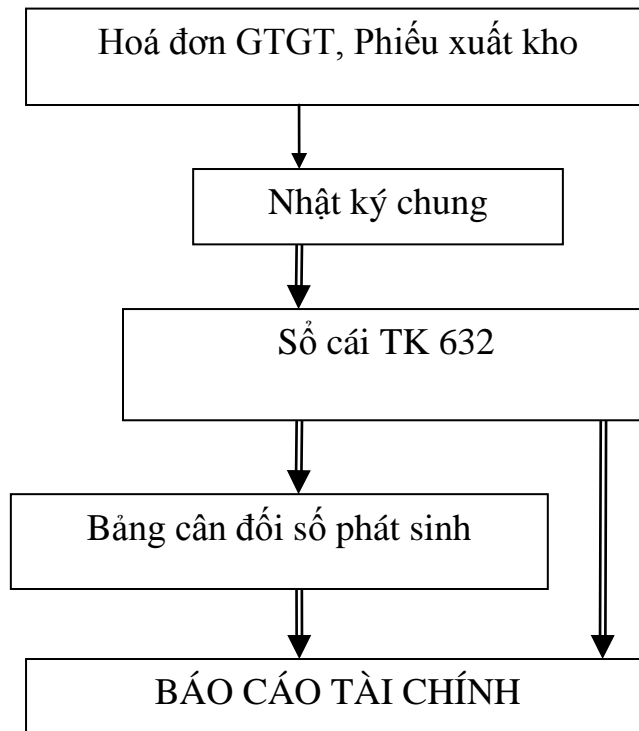 Hoá đơn GTGT, Phiếu xuất kho
Nhật ký chung
Sổ cái TK 632
Bảng cân đối số phát sinh
BÁO CÁO TÀI CHÍNH